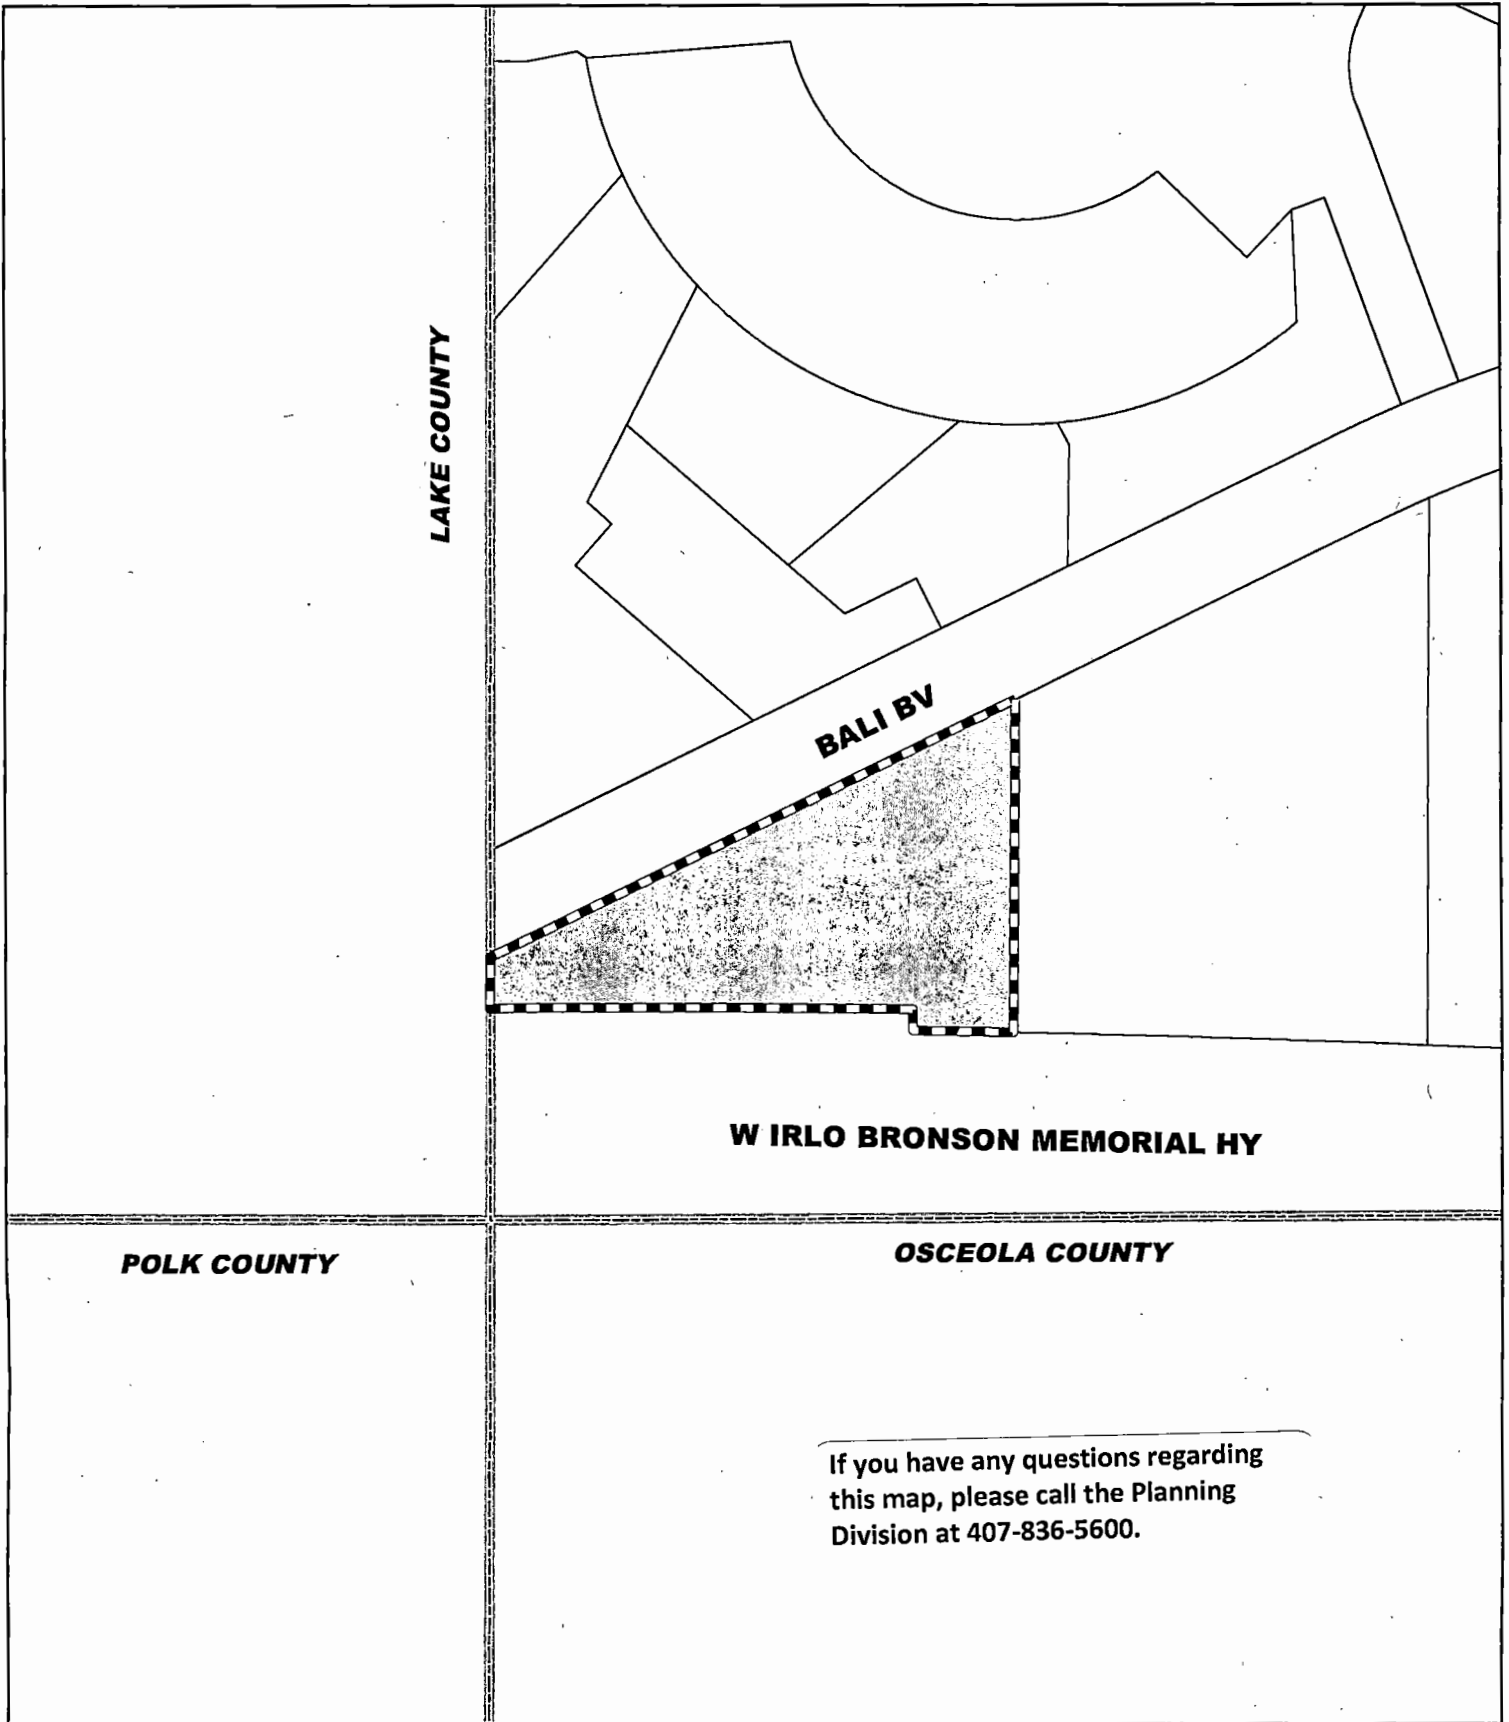 LAKE COUNTY
BALI BV
W IRLO BRONSON MEMORIAL HY
POLK COUNTY
OSCEOLA COUNTY
If you have any questions regarding
this map, please call the Planning
Division at 407-836-5600.